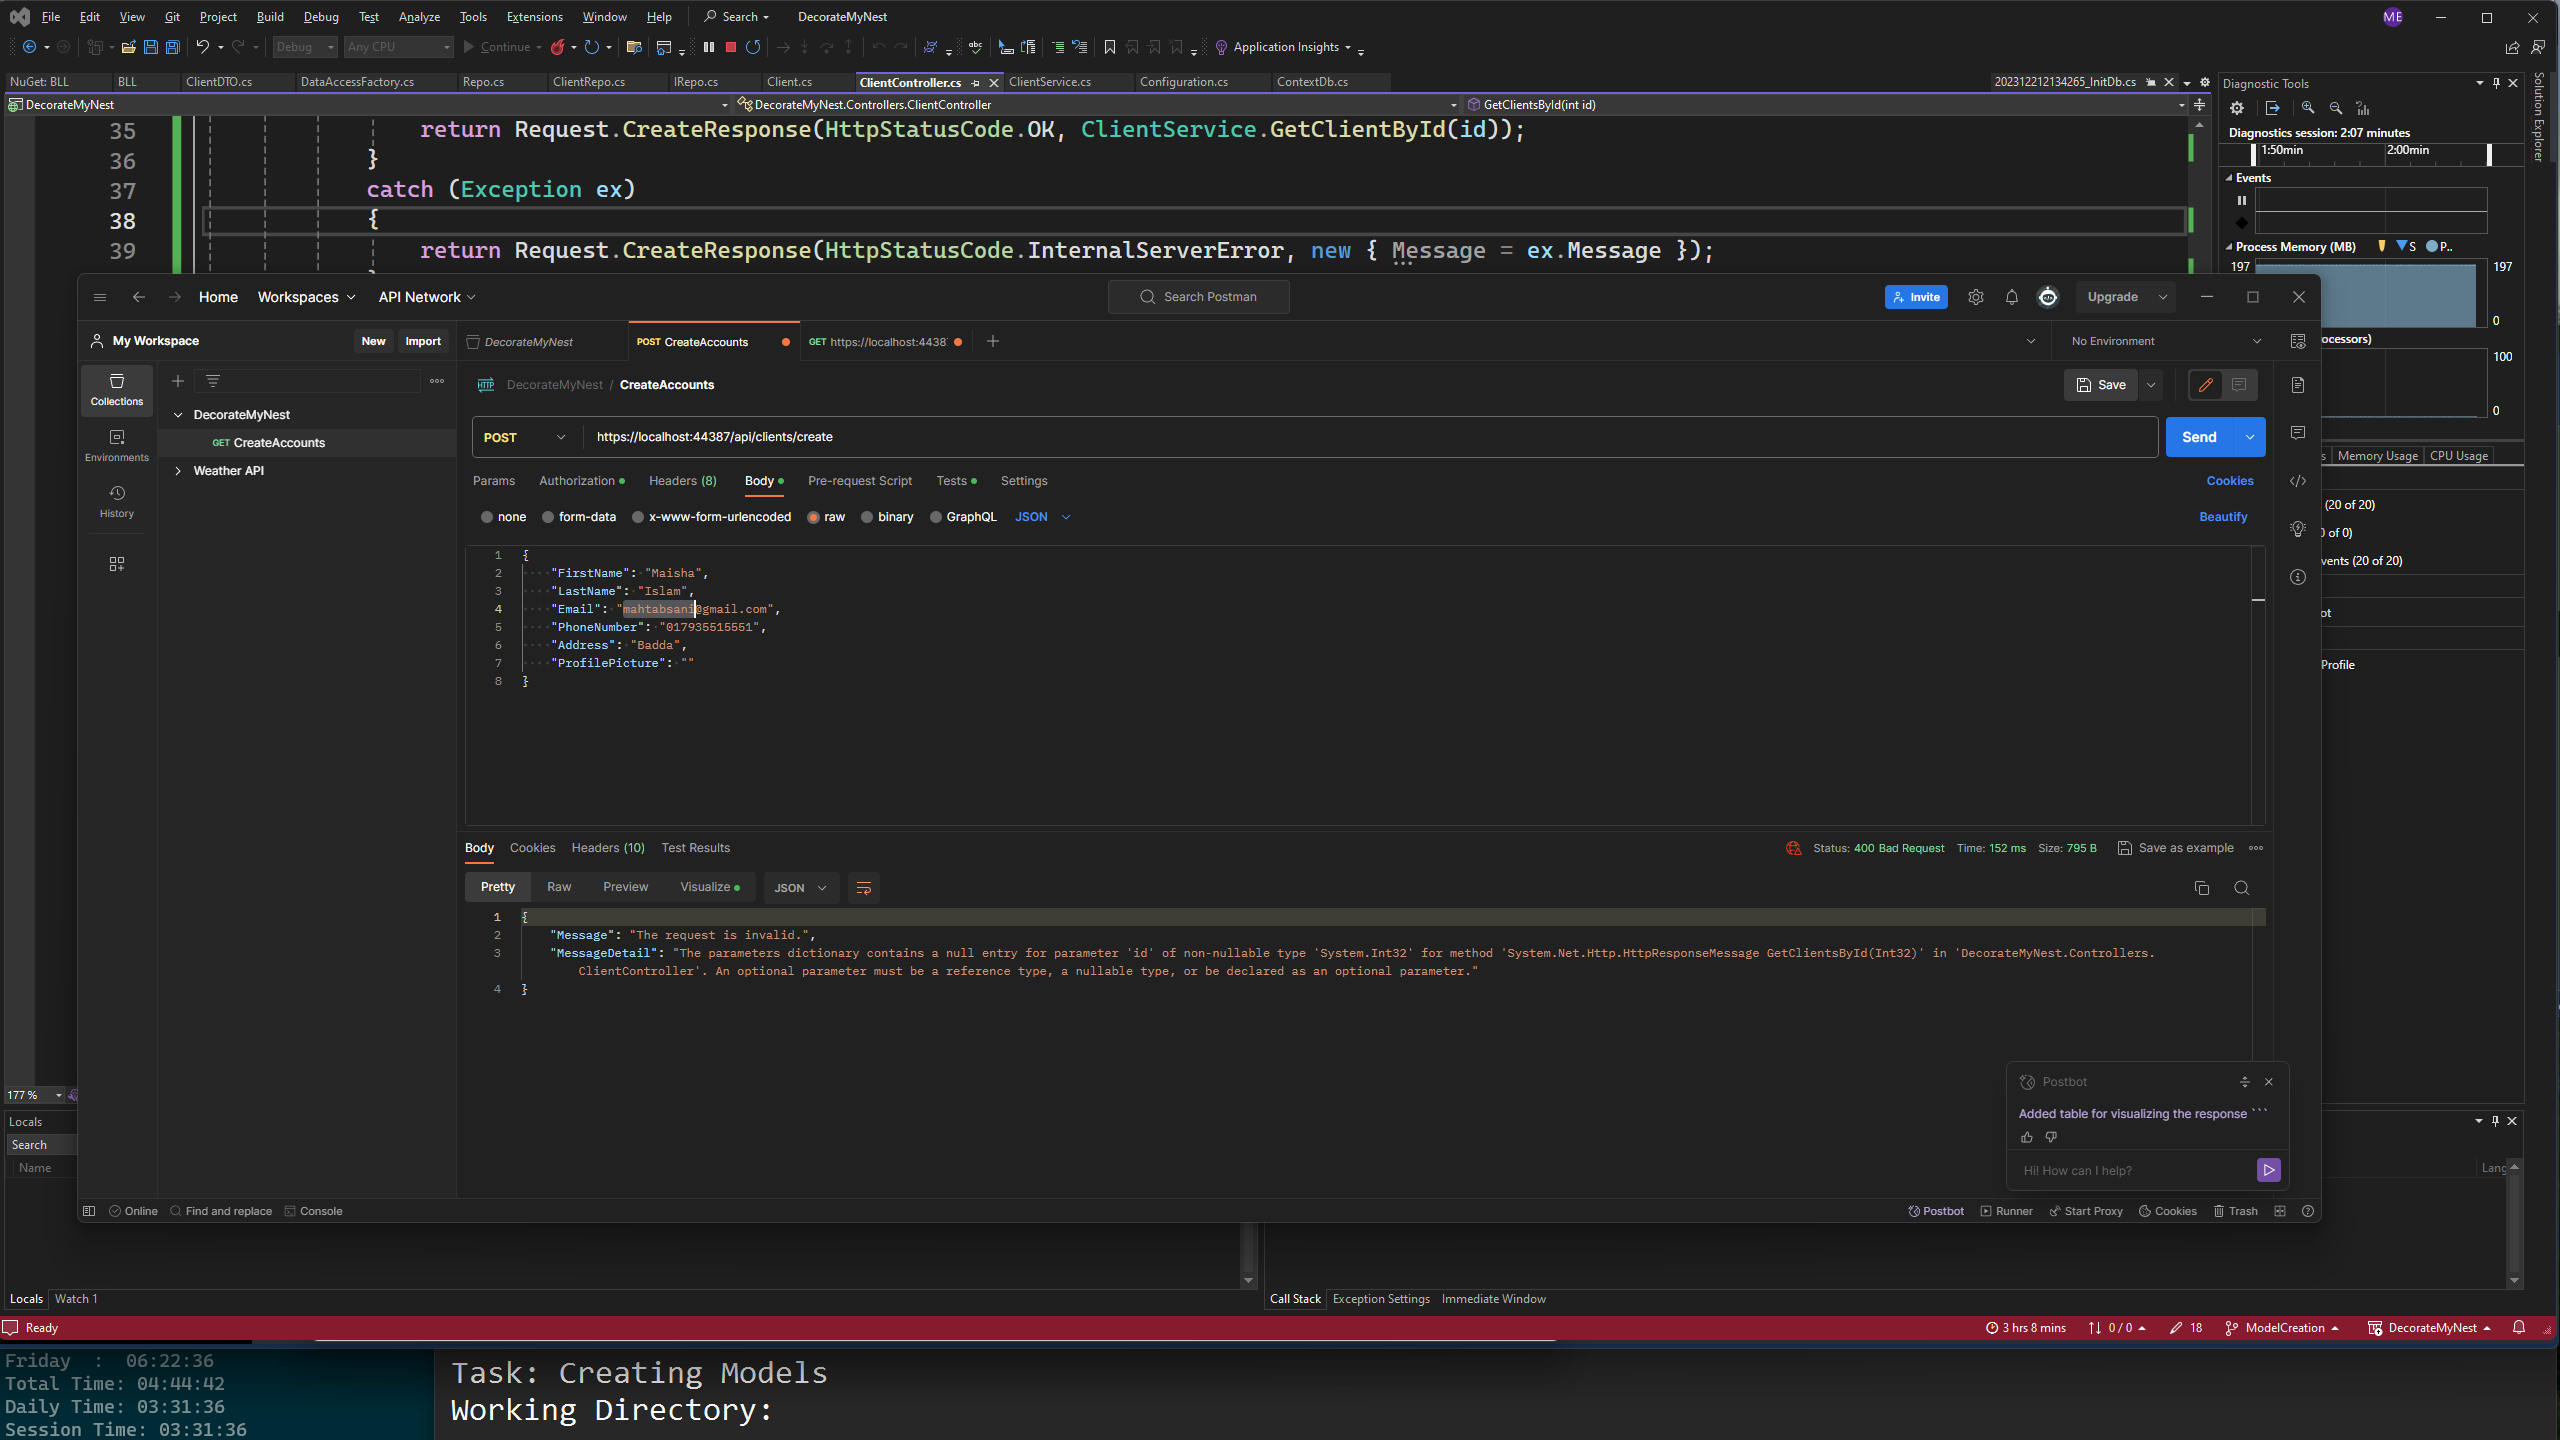 File Edit View Git Project Build Debug Test Analyze Tools Extensions Window Help Search DecorateMyNest ME
Debug Any CPU Continue Application Insights
NuGet: BLL BLL ClientDTO.cs DataAccessFactory.cs Repo.cs ClientRepo.cs IRepo.cs Client.cs ClientController.cs ClientService.cs Configuration.cs ContextDb.cs 202312212134265_InitDb.cs
DecorateMyNest DecorateMyNest.Controllers.ClientController GetClientsById(int id)
35 return Request.CreateResponse(HttpStatusCode.OK, ClientService.GetClientById(id));
36 }
37 catch (Exception ex)
38 {
39 return Request.CreateResponse(HttpStatusCode.InternalServerError, new { Message = ex.Message });
Diagnostic Tools
Diagnostics session: 2:07 minutes
1:50min 2:00min
Events
Process Memory (MB) S P..
197 197
0
ocessors)
100
0
Memory Usage CPU Usage
(20 of 20)
of 0)
vents (20 of 20)
ot
Profile
Solution Explorer
Home Workspaces API Network Search Postman Invite Upgrade
My Workspace New Import DecorateMyNest POST CreateAccounts GET https://localhost:4438 No Environment
Collections
Environments
History
DecorateMyNest
GET CreateAccounts
Weather API
HTTP DecorateMyNest / CreateAccounts Save
POST https://localhost:44387/api/clients/create Send
Params Authorization Headers (8) Body Pre-request Script Tests Settings Cookies
none form-data x-www-form-urlencoded raw binary GraphQL JSON Beautify
1 {
2 "FirstName": "Maisha",
3 "LastName": "Islam",
4 "Email": "mahtabsani@gmail.com",
5 "PhoneNumber": "017935515551",
6 "Address": "Badda",
7 "ProfilePicture": ""
8 }
Body Cookies Headers (10) Test Results Status: 400 Bad Request Time: 152 ms Size: 795 B Save as example
Pretty Raw Preview Visualize JSON
1 {
2 "Message": "The request is invalid.",
3 "MessageDetail": "The parameters dictionary contains a null entry for parameter 'id' of non-nullable type 'System.Int32' for method 'System.Net.Http.HttpResponseMessage GetClientsById(Int32)' in 'DecorateMyNest.Controllers.
ClientController'. An optional parameter must be a reference type, a nullable type, or be declared as an optional parameter."
4 }
Postbot
Added table for visualizing the response ```
Hi! How can I help?
Online Find and replace Console Postbot Runner Start Proxy Cookies Trash
177 %
Locals
Search
Name
Lang
Locals Watch 1 Call Stack Exception Settings Immediate Window
Ready 3 hrs 8 mins 0 / 0 18 ModelCreation DecorateMyNest
Friday : 06:22:36
Total Time: 04:44:42
Daily Time: 03:31:36
Session Time: 03:31:36
Task: Creating Models
Working Directory: